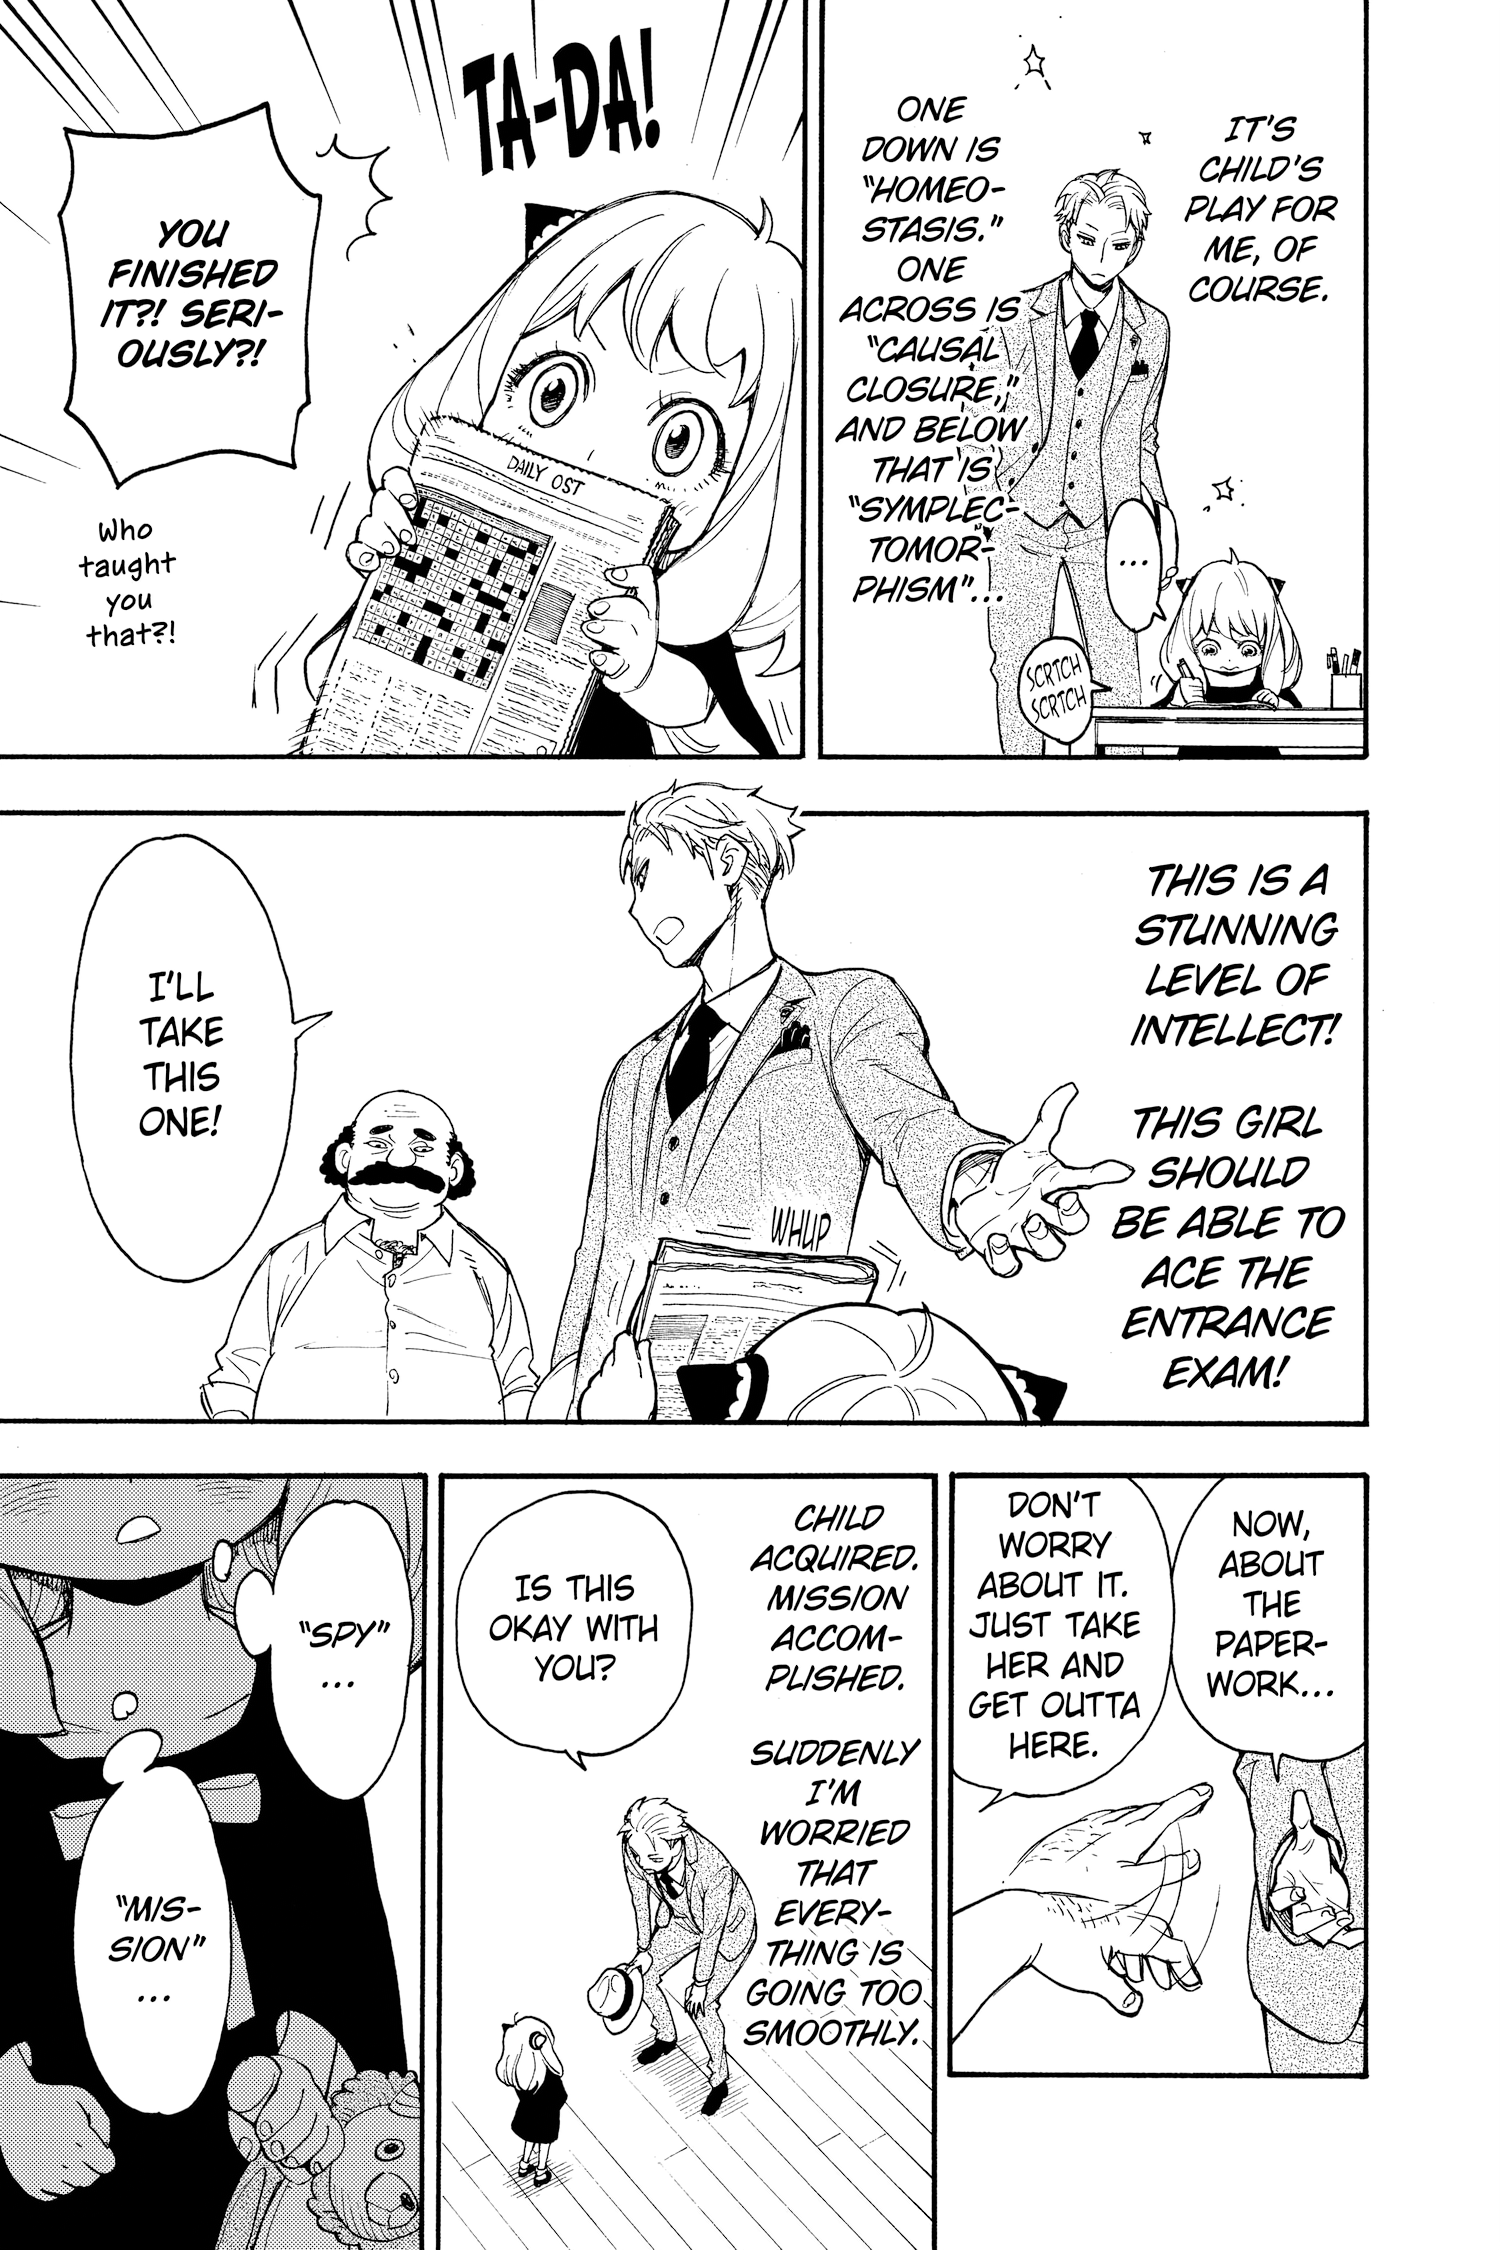 IT'S
CHILD'S
PLAY FOR
ME, OF
COURSE.
ONE
DOWN IS
"HOMEO-
STASIS."
ONE
ACROSS IS
"CAUSAL
CLOSURE,"
AND BELOW
THAT IS
"SYMPLEC-
TOMOR-
PHISM"...
...
SCRTCH
SCRTCH
TA-DA!
YOU
FINISHED
IT?! SERI-
OUSLY?!
Who
taught
you
that?!
DAILY OST
THIS IS A
STUNNING
LEVEL OF
INTELLECT!
THIS GIRL
SHOULD
BE ABLE TO
ACE THE
ENTRANCE
EXAM!
WHUP
I'LL
TAKE
THIS
ONE!
NOW,
ABOUT
THE
PAPER-
WORK...
DON'T
WORRY
ABOUT IT.
JUST TAKE
HER AND
GET OUTTA
HERE.
CHILD
ACQUIRED.
MISSION
ACCOM-
PLISHED.
SUDDENLY
I'M
WORRIED
THAT
EVERY-
THING IS
GOING TOO
SMOOTHLY.
IS THIS
OKAY WITH
YOU?
"SPY"
...
"MIS-
SION"
...